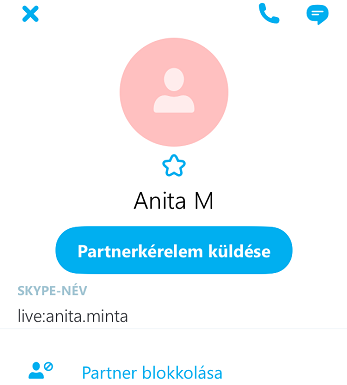 Anita M
Partnerkérelem küldése
SKYPE-NÉV
live:anita.minta
Partner blokkolása